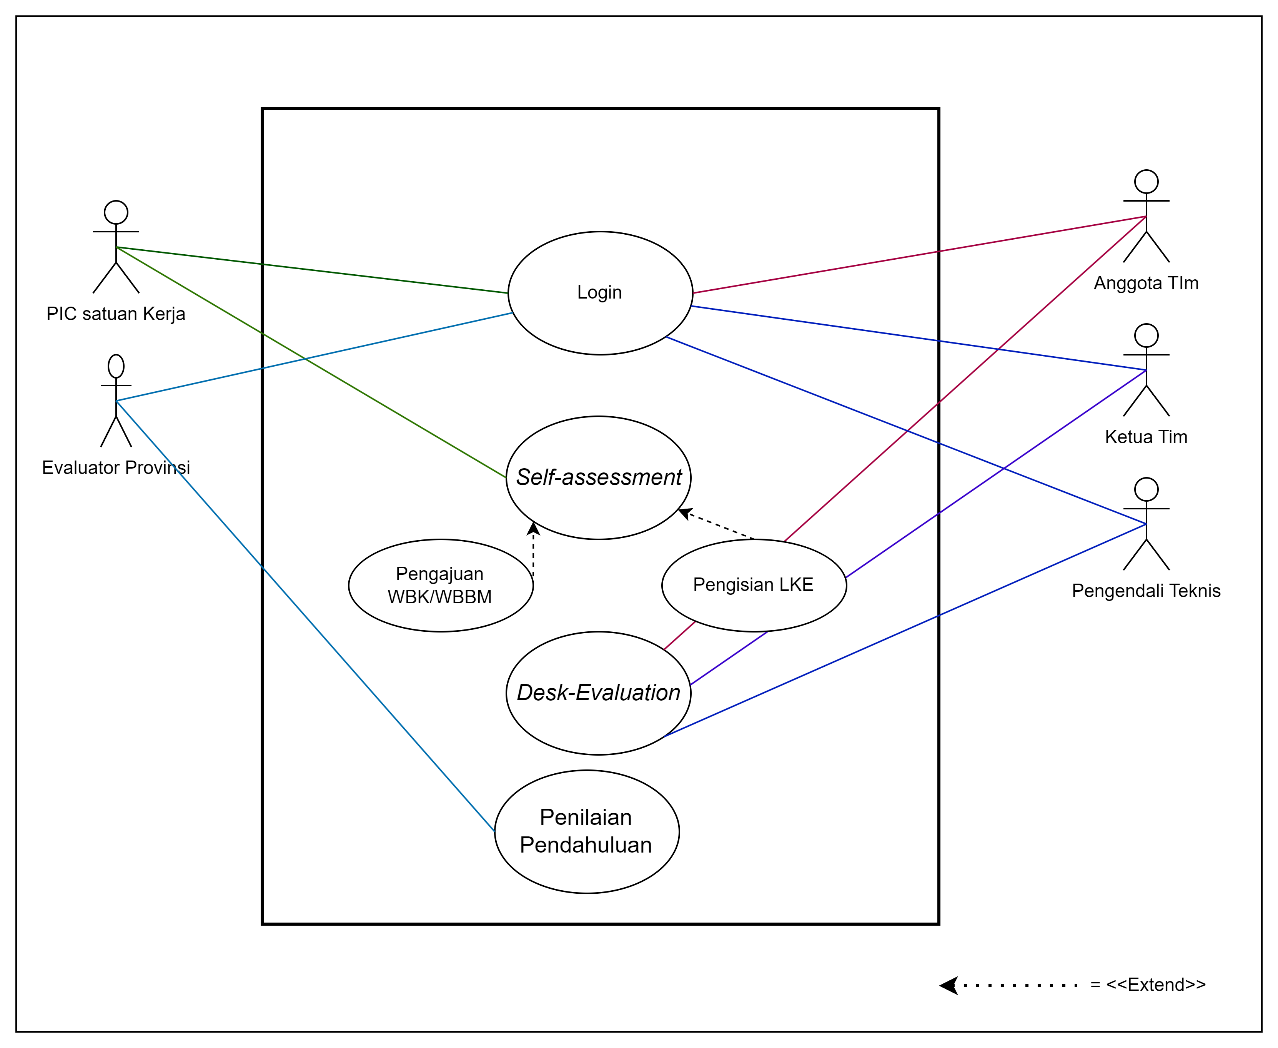 Login
Anggota TIm
PIC satuan Kerja
Ketua Tim
Evaluator Provinsi
Self-assessment
Pengajuan
WBK/WBBM
Pengisian LKE
Pengendali Teknis
Desk-Evaluation
Penilaian
Pendahuluan
= <<Extend>>